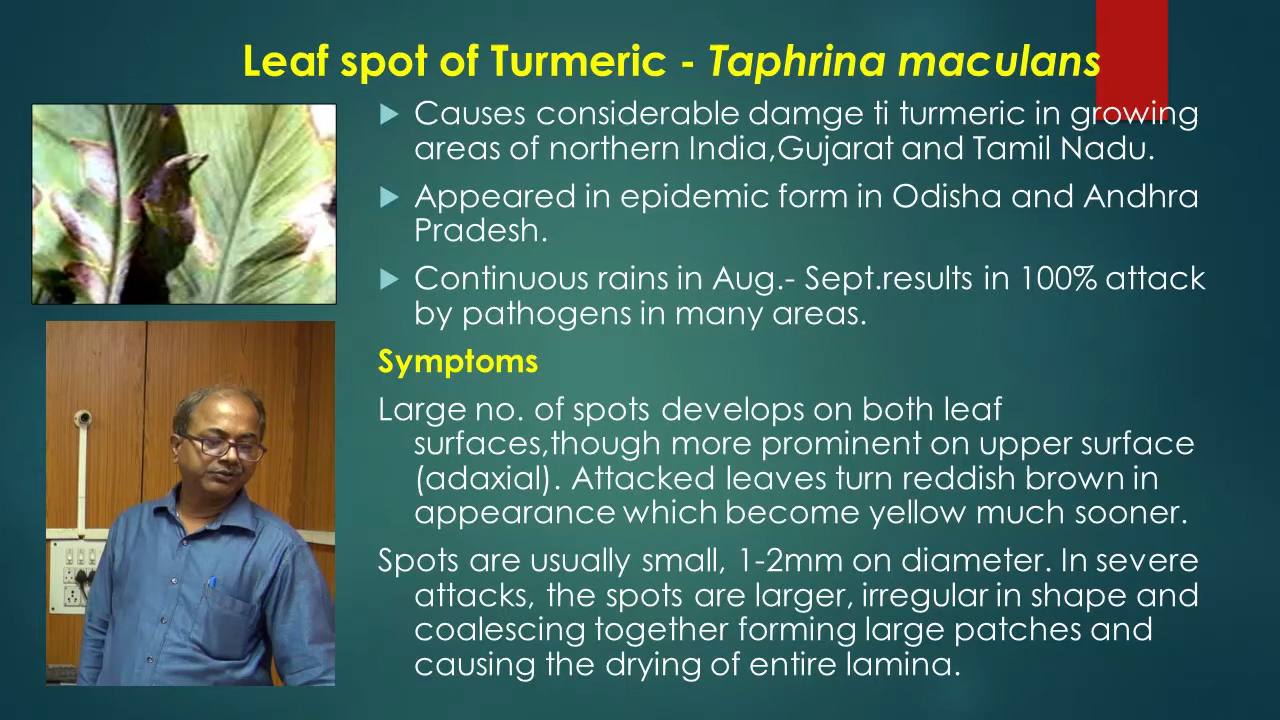 Leaf spot of Turmeric - Taphrina maculans
Causes considerable damge ti turmeric in growing
areas of northern India,Gujarat and Tamil Nadu.
Appeared in epidemic form in Odisha and Andhra
Pradesh.
Continuous rains in Aug.- Sept.results in 100% attack
by pathogens in many areas.
Symptoms
Large no. of spots develops on both leaf
surfaces,though more prominent on upper surface
(adaxial). Attacked leaves turn reddish brown in
appearance which become yellow much sooner.
Spots are usually small, 1-2mm on diameter. In severe
attacks, the spots are larger, irregular in shape and
coalescing together forming large patches and
causing the drying of entire lamina.